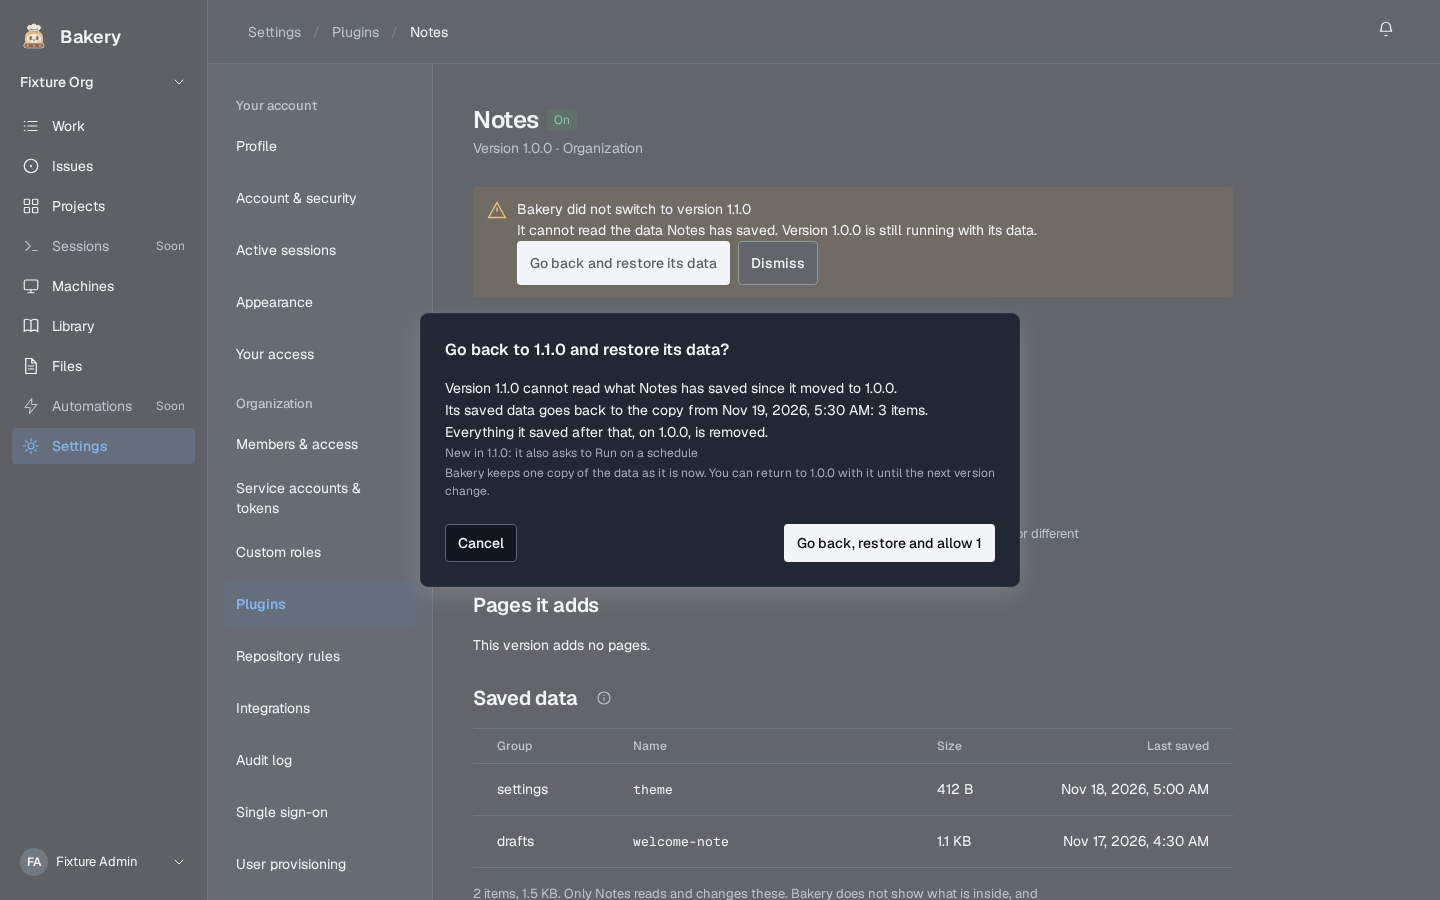 Bakery
Settings / Plugins / Notes
Fixture Org
Work
Issues
Projects
Sessions Soon
Machines
Library
Files
Automations Soon
Settings
FA Fixture Admin
Your account
Profile
Account & security
Active sessions
Appearance
Your access
Organization
Members & access
Service accounts &
tokens
Custom roles
Plugins
Repository rules
Integrations
Audit log
Single sign-on
User provisioning
Notes On
Version 1.0.0 · Organization
Bakery did not switch to version 1.1.0
It cannot read the data Notes has saved. Version 1.0.0 is still running with its data.
Go back and restore its data Dismiss
Go back to 1.1.0 and restore its data?
Version 1.1.0 cannot read what Notes has saved since it moved to 1.0.0.
Its saved data goes back to the copy from Nov 19, 2026, 5:30 AM: 3 items.
Everything it saved after that, on 1.0.0, is removed.
New in 1.1.0: it also asks to Run on a schedule
Bakery keeps one copy of the data as it is now. You can return to 1.0.0 with it until the next version
change.
Cancel Go back, restore and allow 1
or different
Pages it adds
This version adds no pages.
Saved data
Group Name Size Last saved
settings theme 412 B Nov 18, 2026, 5:00 AM
drafts welcome-note 1.1 KB Nov 17, 2026, 4:30 AM
2 items, 1.5 KB. Only Notes reads and changes these. Bakery does not show what is inside, and